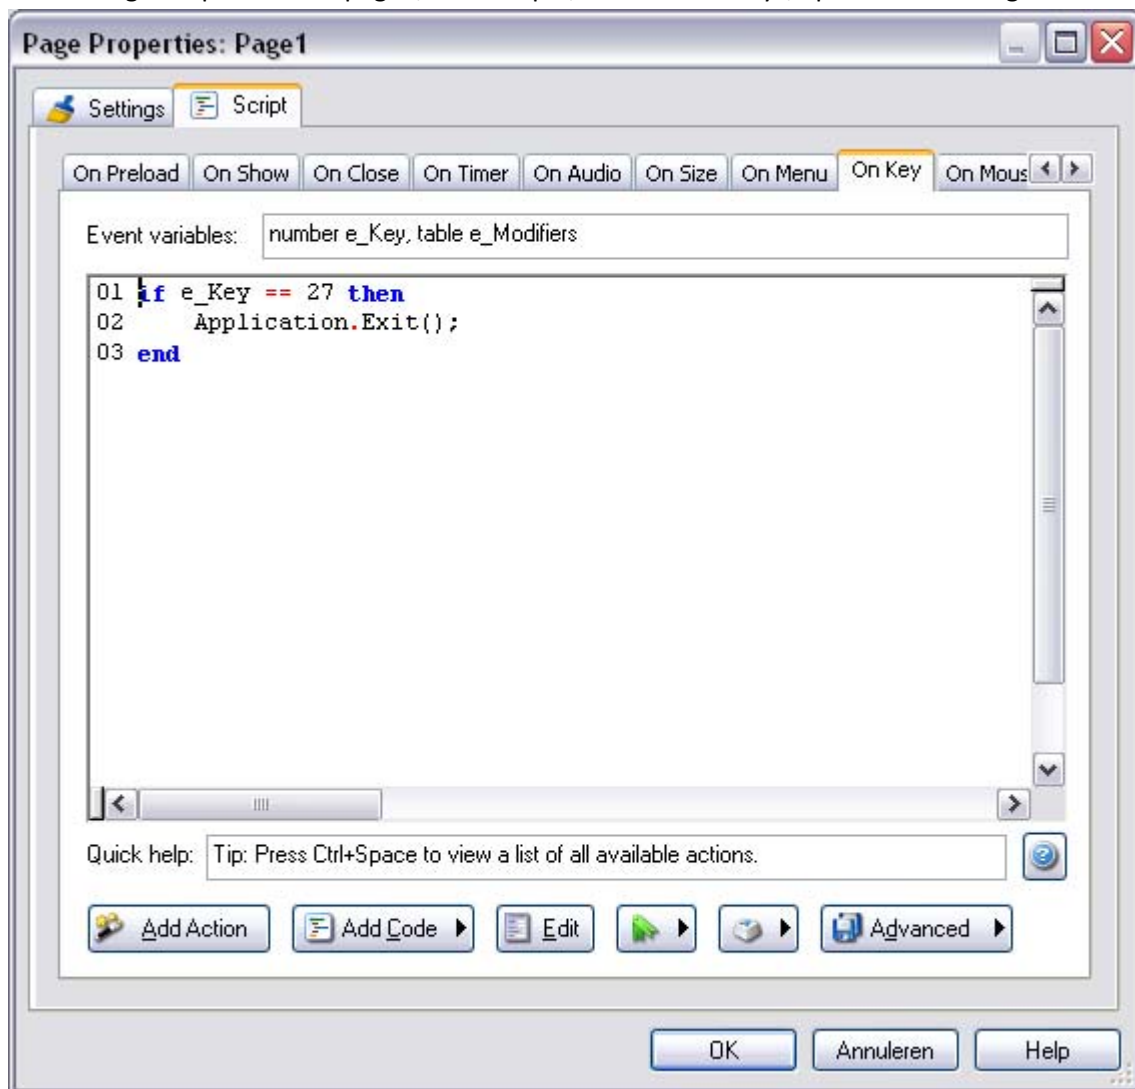 Page Properties: Page1
Settings Script
On Preload On Show On Close On Timer On Audio On Size On Menu On Key On Mous
Event variables: number e_Key, table e_Modifiers
01 if e_Key == 27 then
02 Application.Exit();
03 end
Quick help: Tip: Press Ctrl+Space to view a list of all available actions.
Add Action Add Code Edit Advanced
OK Annuleren Help